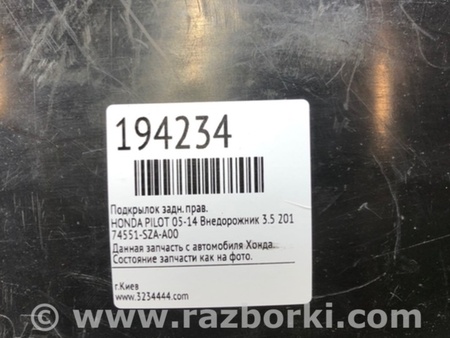 194234
Подкрылок задн. прав.
HONDA PILOT 05-14 Внедорожник 3.5 201
74551-SZA-A00
Данная запчасть с автомобиля Хонда..
Состояние запчасти как на фото.
г.Киев
www.3234444.com
www.razborki.com